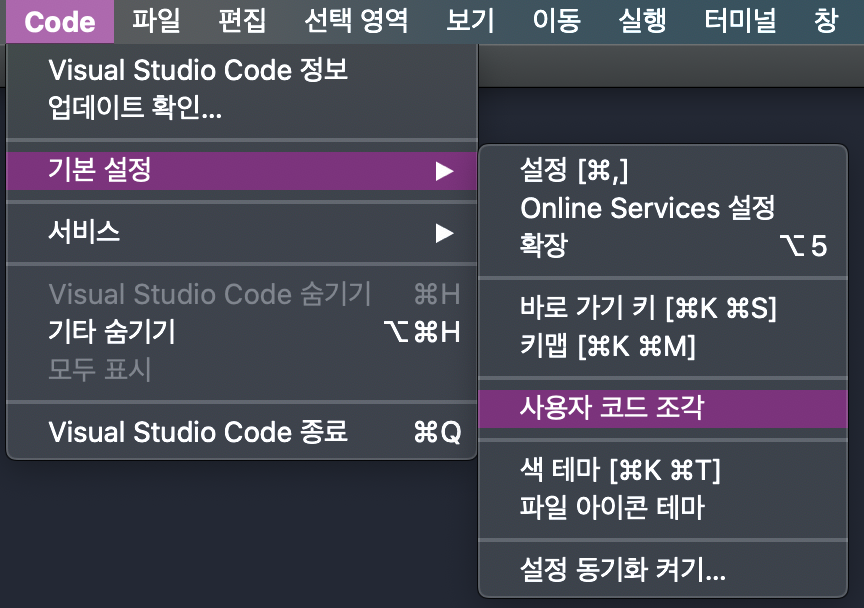 Code 파일 편집 선택 영역 보기 이동 실행 터미널 창
Visual Studio Code 정보
업데이트 확인...
기본 설정 ▶
서비스 ▶
Visual Studio Code 숨기기 ⌘H
기타 숨기기 ⌥⌘H
모두 표시
Visual Studio Code 종료 ⌘Q
설정 [⌘,]
Online Services 설정
확장 ⌥5
바로 가기 키 [⌘K ⌘S]
키맵 [⌘K ⌘M]
사용자 코드 조각
색 테마 [⌘K ⌘T]
파일 아이콘 테마
설정 동기화 켜기...